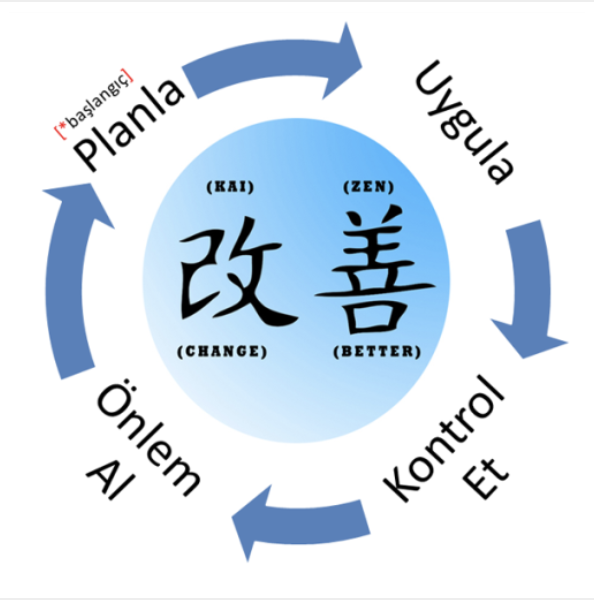 [*başlangıç]
Planla
Uygula
Kontrol
Et
Önlem
Al
(KAI) (ZEN)
改 善
(CHANGE) (BETTER)